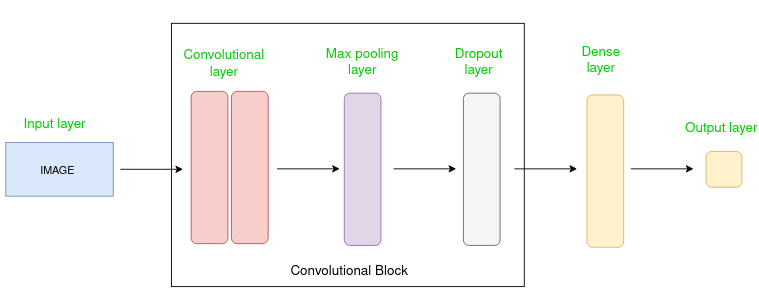 Input layer
IMAGE
Convolutional
layer
Max pooling
layer
Dropout
layer
Convolutional Block
Dense
layer
Output layer